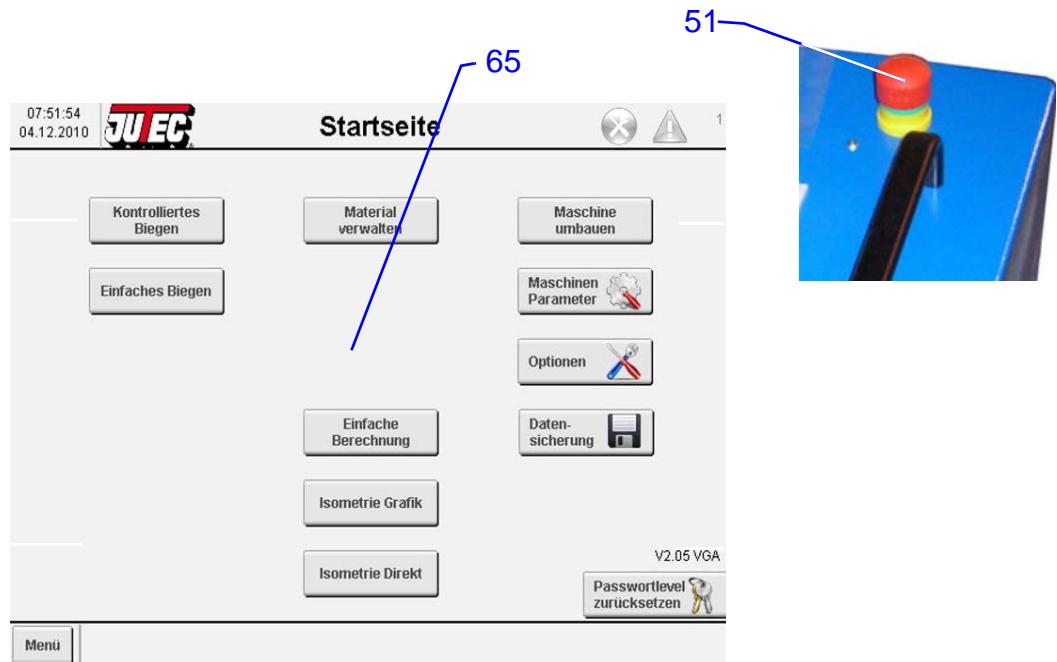 51
65
07:51:54
04.12.2010
JUTEC
Startseite
1
Kontrolliertes
Biegen
Material
verwalten
Maschine
umbauen
Einfaches Biegen
Maschinen
Parameter
Optionen
Einfache
Berechnung
Daten-
sicherung
Isometrie Grafik
Isometrie Direkt
V2.05 VGA
Passwortlevel
zurücksetzen
Menü